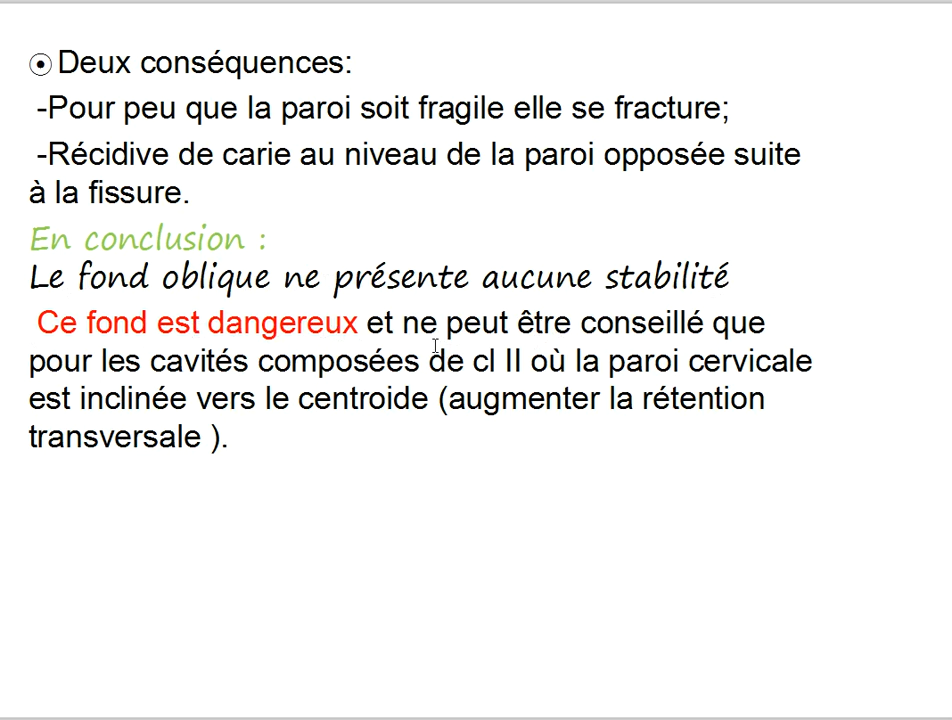 Deux conséquences:
-Pour peu que la paroi soit fragile elle se fracture;
-Récidive de carie au niveau de la paroi opposée suite
à la fissure.
En conclusion :
Le fond oblique ne présente aucune stabilité
Ce fond est dangereux et ne peut être conseillé que
pour les cavités composées de cl II où la paroi cervicale
est inclinée vers le centroide (augmenter la rétention
transversale ).